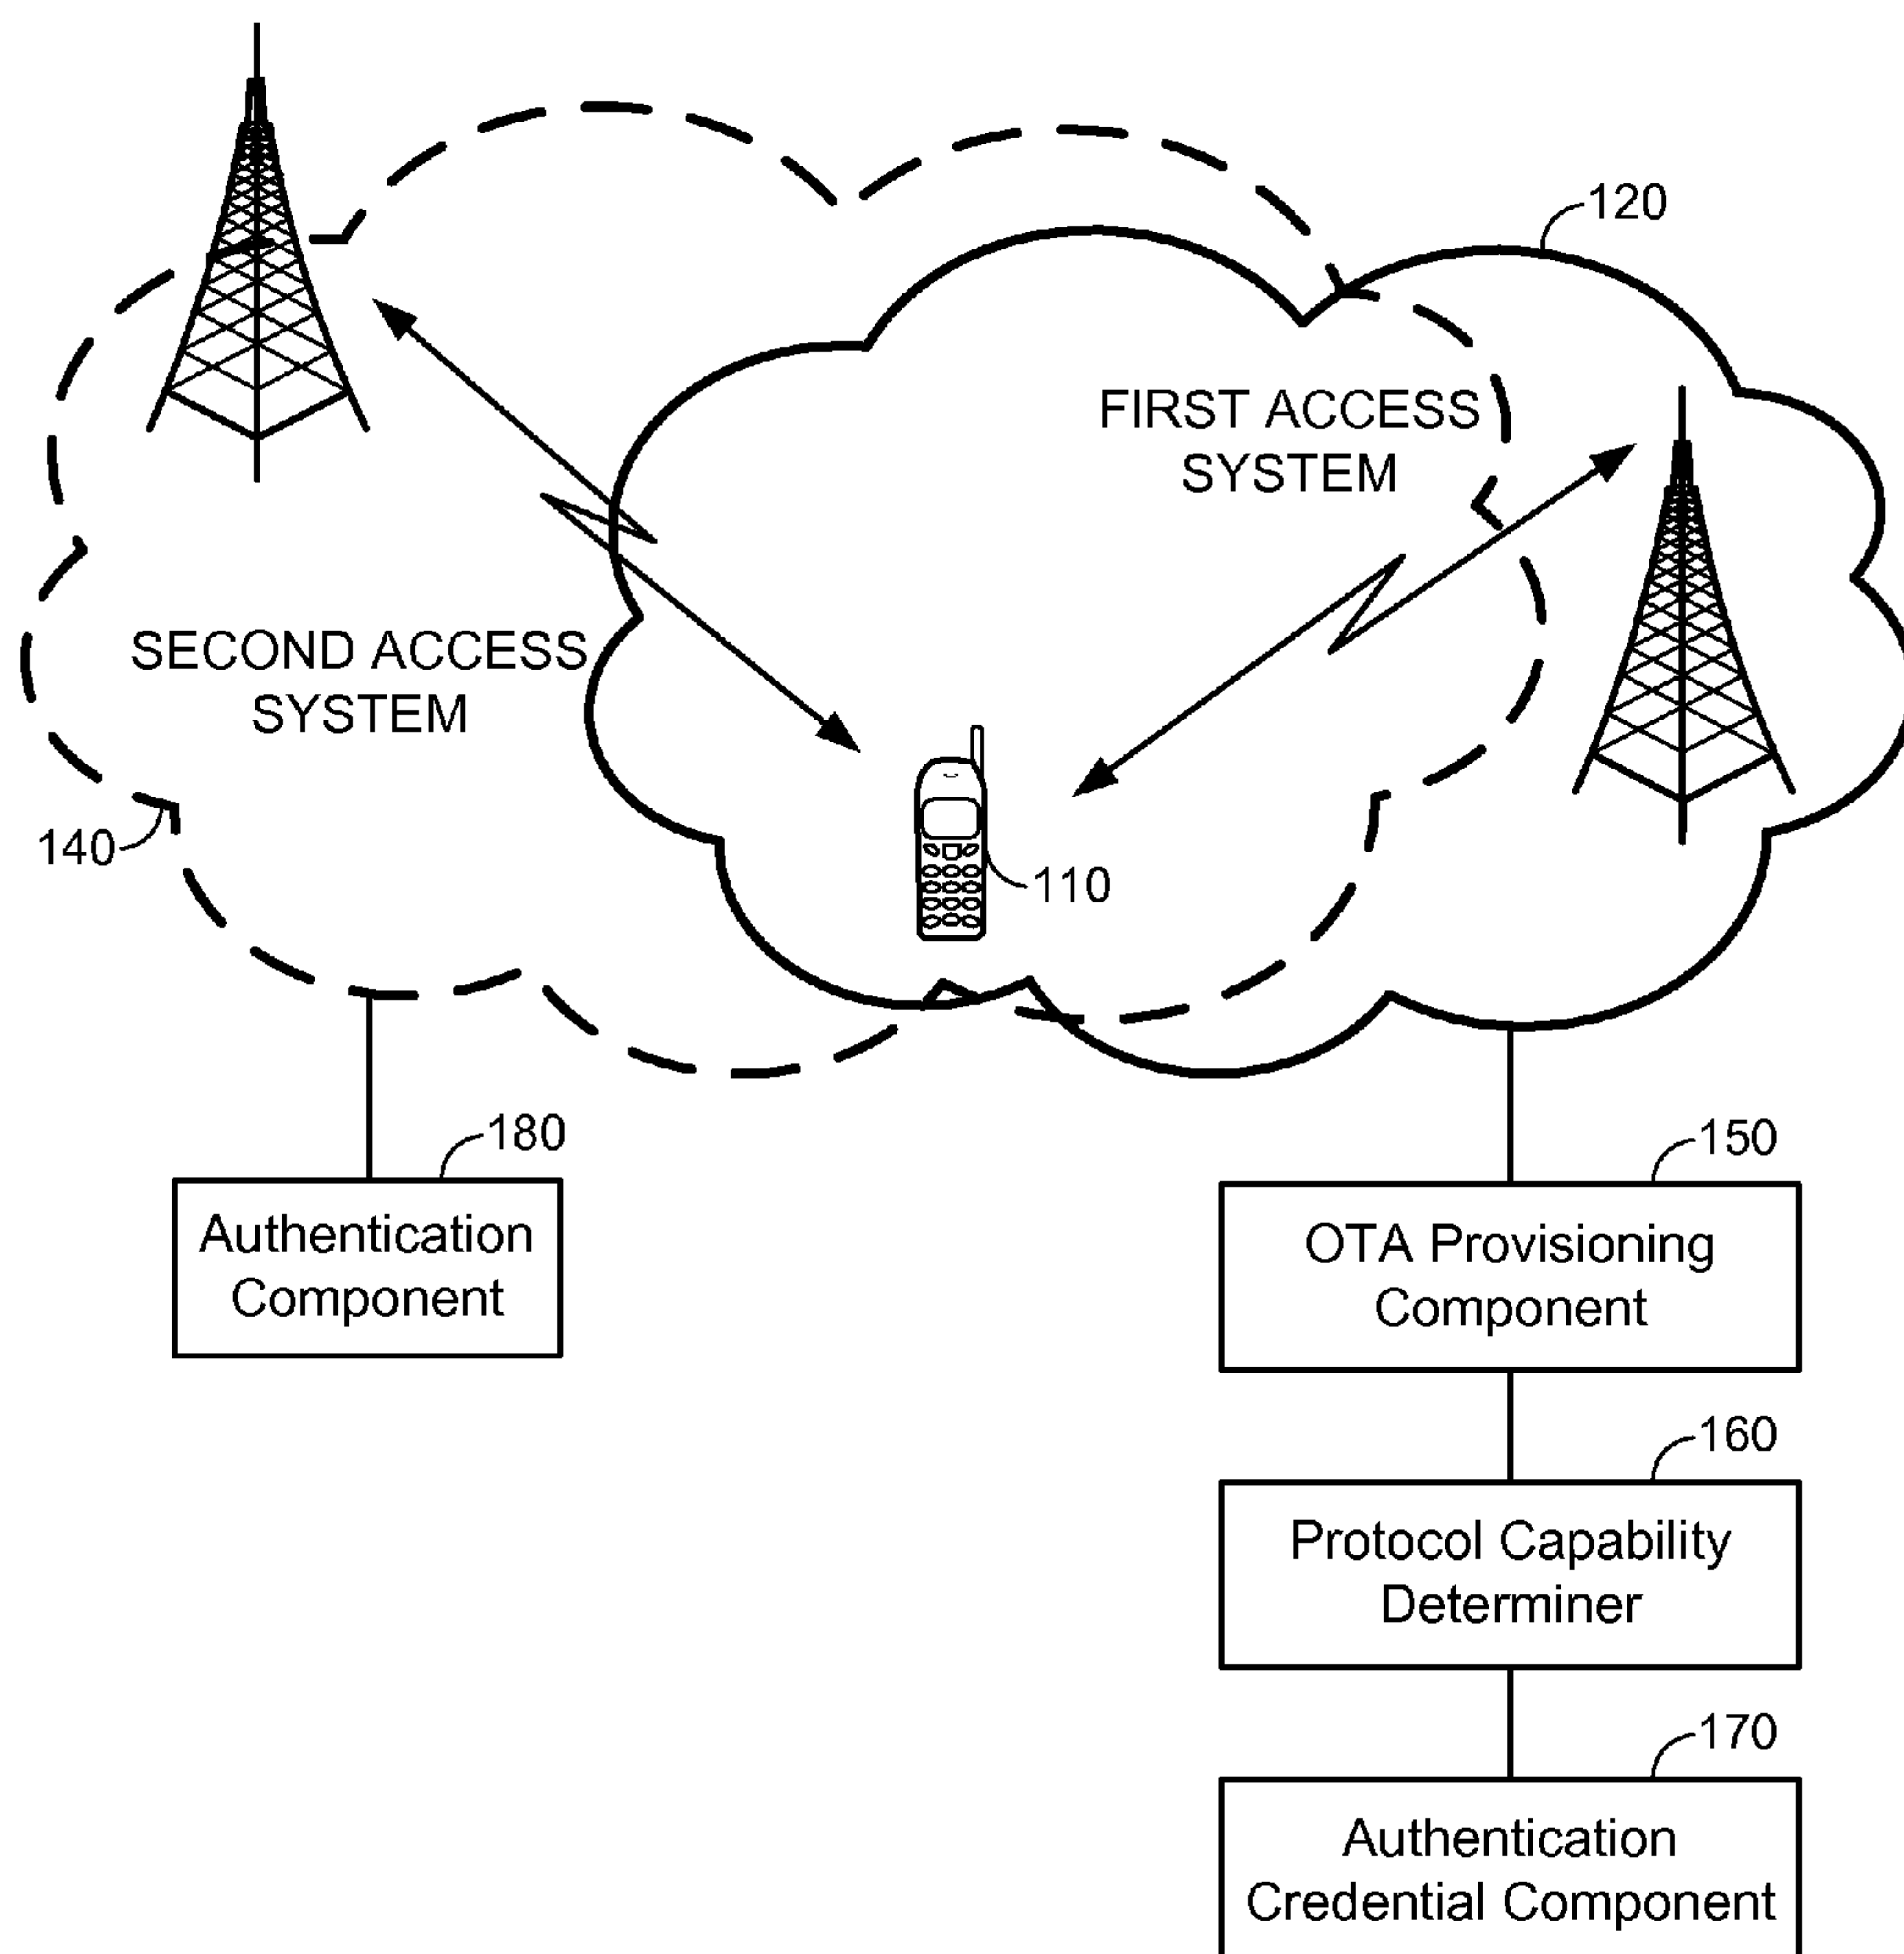 120
FIRST ACCESS
SYSTEM
SECOND ACCESS
SYSTEM
140
110
180
Authentication
Component
150
OTA Provisioning
Component
160
Protocol Capability
Determiner
170
Authentication
Credential Component